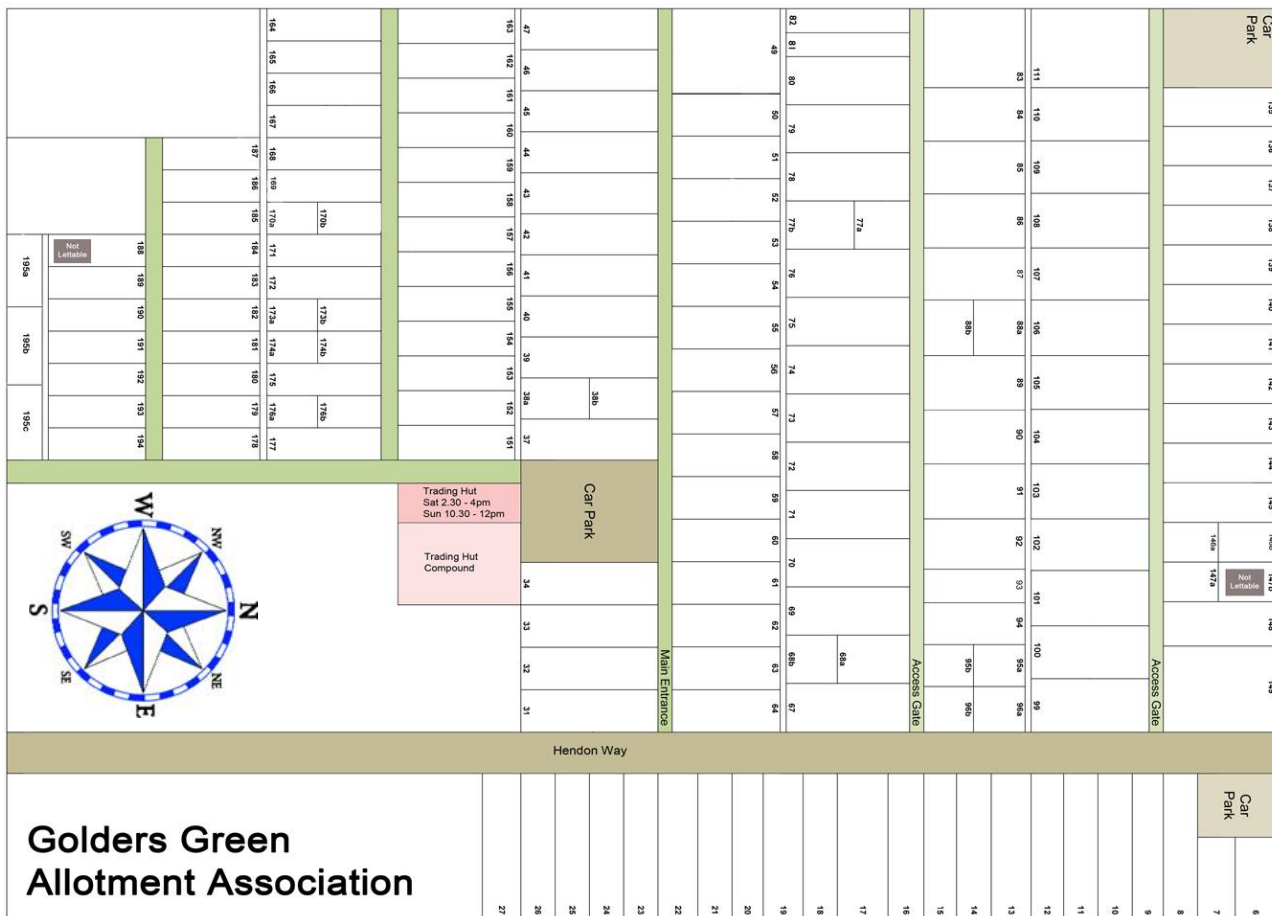 Car
Park
164
165
166
167
168
169
170a
170b
171
172
173a
173b
174a
174b
175
176a
176b
177
187
186
185
184
183
182
181
180
179
178
Not
Lettable
188
189
190
191
192
193
194
195a
195b
195c
163
162
161
160
159
158
157
156
155
154
153
152
151
47
46
45
44
43
42
41
40
39
38a
38b
37
Car Park
34
33
32
31
Trading Hut
Sat 2.30 - 4pm
Sun 10.30 - 12pm
Trading Hut
Compound
Main Entrance
49
50
51
52
53
54
55
56
57
58
59
60
61
62
63
64
82
81
80
79
78
77b
77a
76
75
74
73
72
71
70
69
68b
68a
67
Access Gate
83
84
85
86
87
88b
88a
89
90
91
92
93
94
95b
95a
96b
96a
111
110
109
108
107
106
105
104
103
102
101
100
99
Access Gate
139
142
146a
147a
Not
Lettable
148
W
NW
N
NE
E
SE
S
SW
Hendon Way
Golders Green
Allotment Association
Car
Park
27
26
25
24
23
22
21
20
19
18
17
16
15
14
13
12
11
10
9
8
7
6